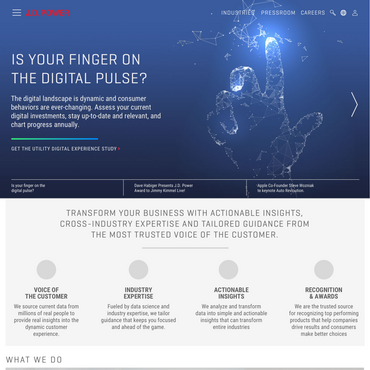 J.D. POWER INDUSTRIES PRESSROOM CAREERS
IS YOUR FINGER ON
THE DIGITAL PULSE?
The digital landscape is dynamic and consumer
behaviors are ever-changing. Assess your current
digital investments, stay up-to-date and relevant, and
chart progress annually.
GET THE UTILITY DIGITAL EXPERIENCE STUDY
Is your finger on the
digital pulse?
Dave Habiger Presents J.D. Power
Award to Jimmy Kimmel Live!
Apple Co-Founder Steve Wozniak
to keynote Auto Revolution.
TRANSFORM YOUR BUSINESS WITH ACTIONABLE INSIGHTS,
CROSS-INDUSTRY EXPERTISE AND TAILORED GUIDANCE FROM
THE MOST TRUSTED VOICE OF THE CUSTOMER.
VOICE OF
THE CUSTOMER
We source current data from
millions of real people to
provide real insights into the
dynamic customer
experience.
INDUSTRY
EXPERTISE
Fueled by data science and
industry expertise, we tailor
guidance that keeps you focused
and ahead of the game.
ACTIONABLE
INSIGHTS
We analyze and transform
data into simple and actionable
insights that can transform
entire industries
RECOGNITION
& AWARDS
We are the trusted source
for recognizing top performing
products that help companies
drive results and consumers
make better choices
WHAT WE DO